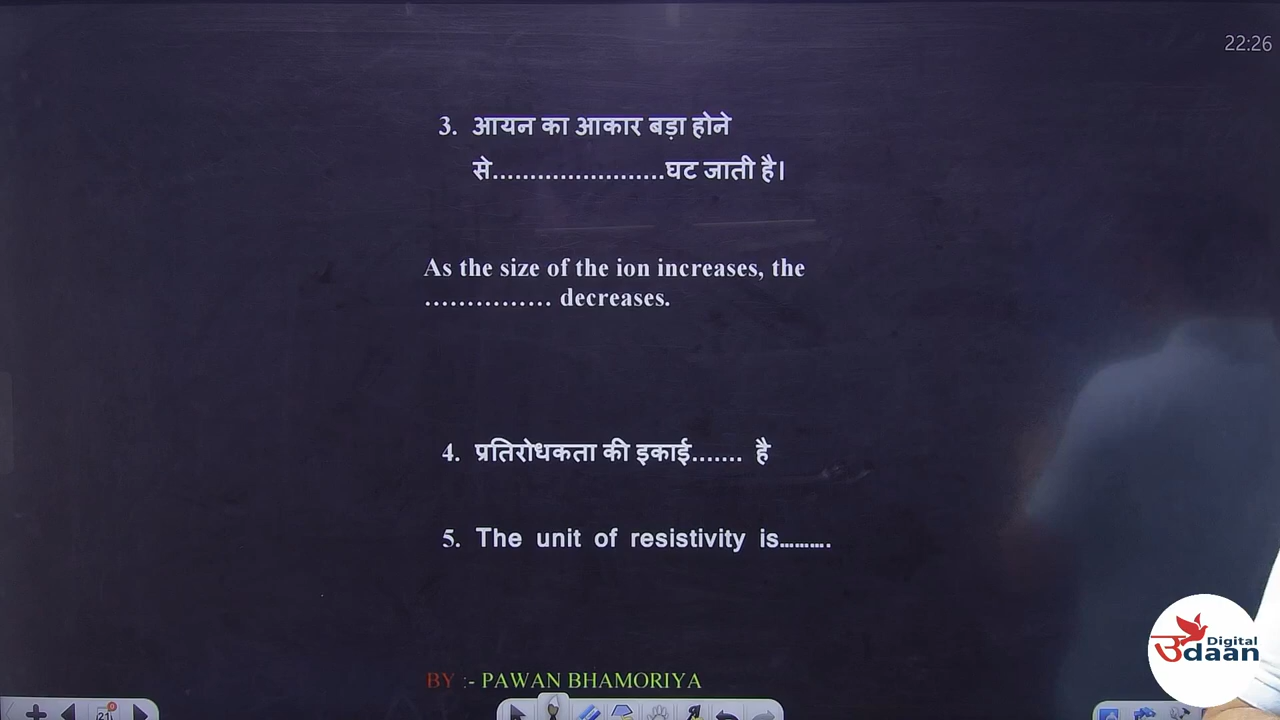 22:26
3. आयन का आकार बड़ा होने
से.......................घट जाती है।
As the size of the ion increases, the
............... decreases.
4. प्रतिरोधकता की इकाई....... है
5. The unit of resistivity is..........
BY :- PAWAN BHAMORIYA
21
Digital
उdaan